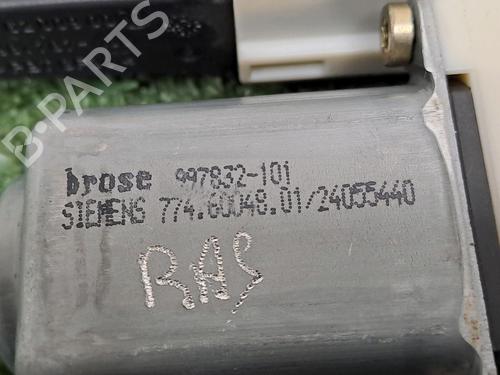 brose 997832-101
SIEMENS 774.60048.01/24055440
RAS
B-Parts